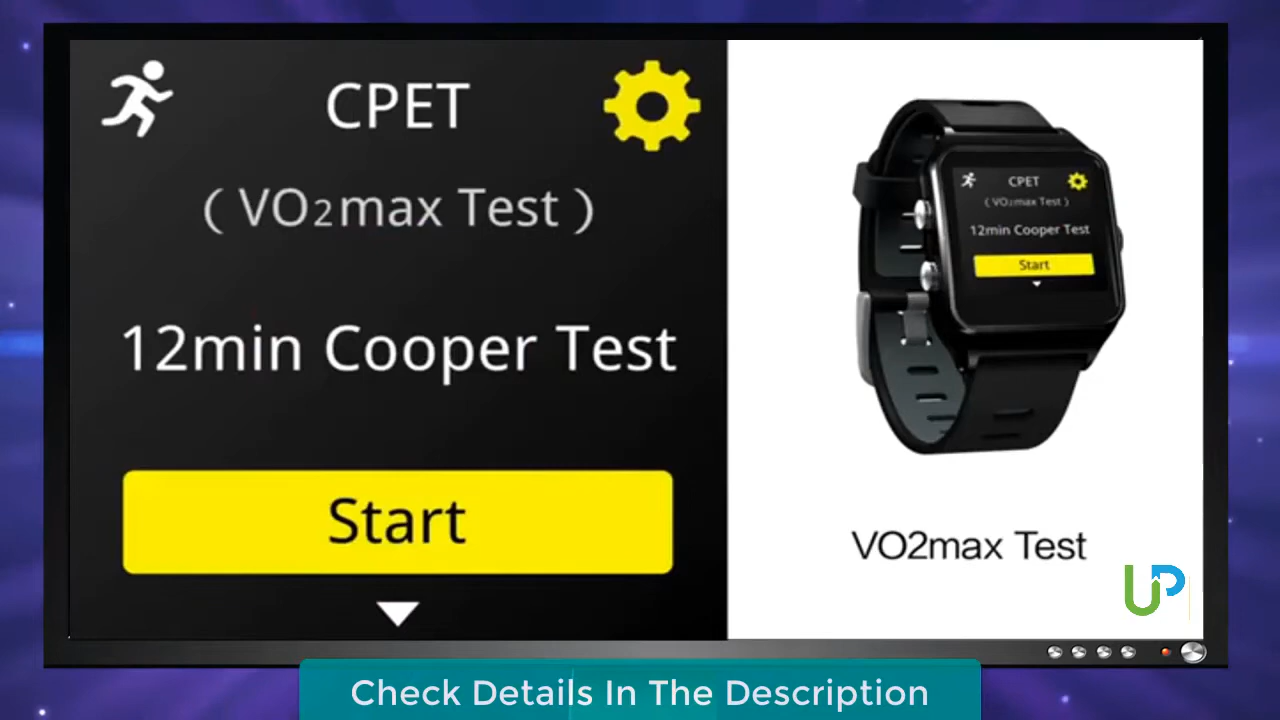 CPET
( VO2max Test )
12min Cooper Test
Start
CPET
( VO2max Test )
12min Cooper Test
Start
VO2max Test
UP
Check Details In The Description